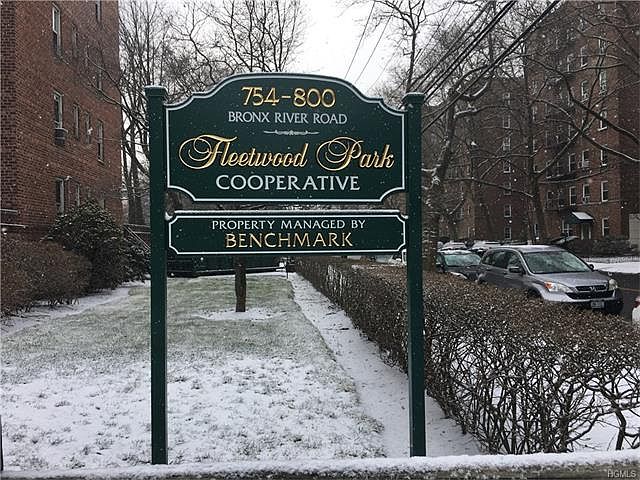 754-800
BRONX RIVER ROAD
Fleetwood Park
COOPERATIVE
PROPERTY MANAGED BY
BENCHMARK
HGMLS